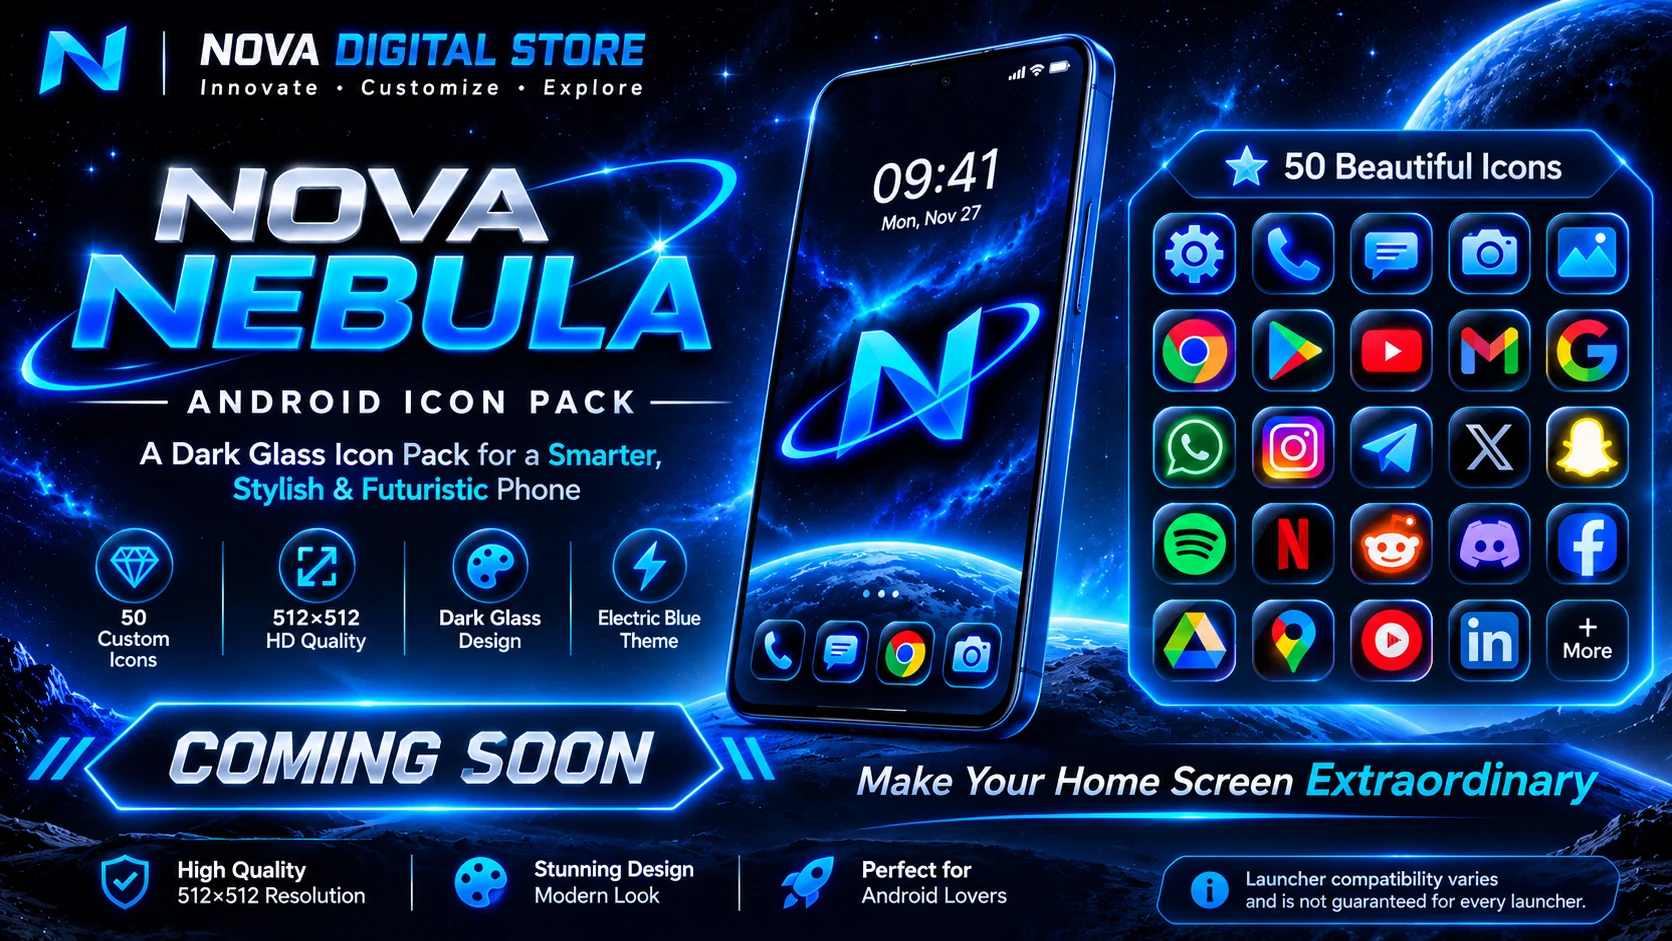 NOVA DIGITAL STORE
Innovate • Customize • Explore
NOVA
NEBULA
ANDROID ICON PACK
A Dark Glass Icon Pack for a Smarter,
Stylish & Futuristic Phone
50
Custom
Icons
512×512
HD Quality
Dark Glass
Design
Electric Blue
Theme
COMING SOON
09:41
Mon, Nov 27
N
50 Beautiful Icons
M
G
X
N
f
in
+
More
Make Your Home Screen Extraordinary
High Quality
512×512 Resolution
Stunning Design
Modern Look
Perfect for
Android Lovers
Launcher compatibility varies
and is not guaranteed for every launcher.